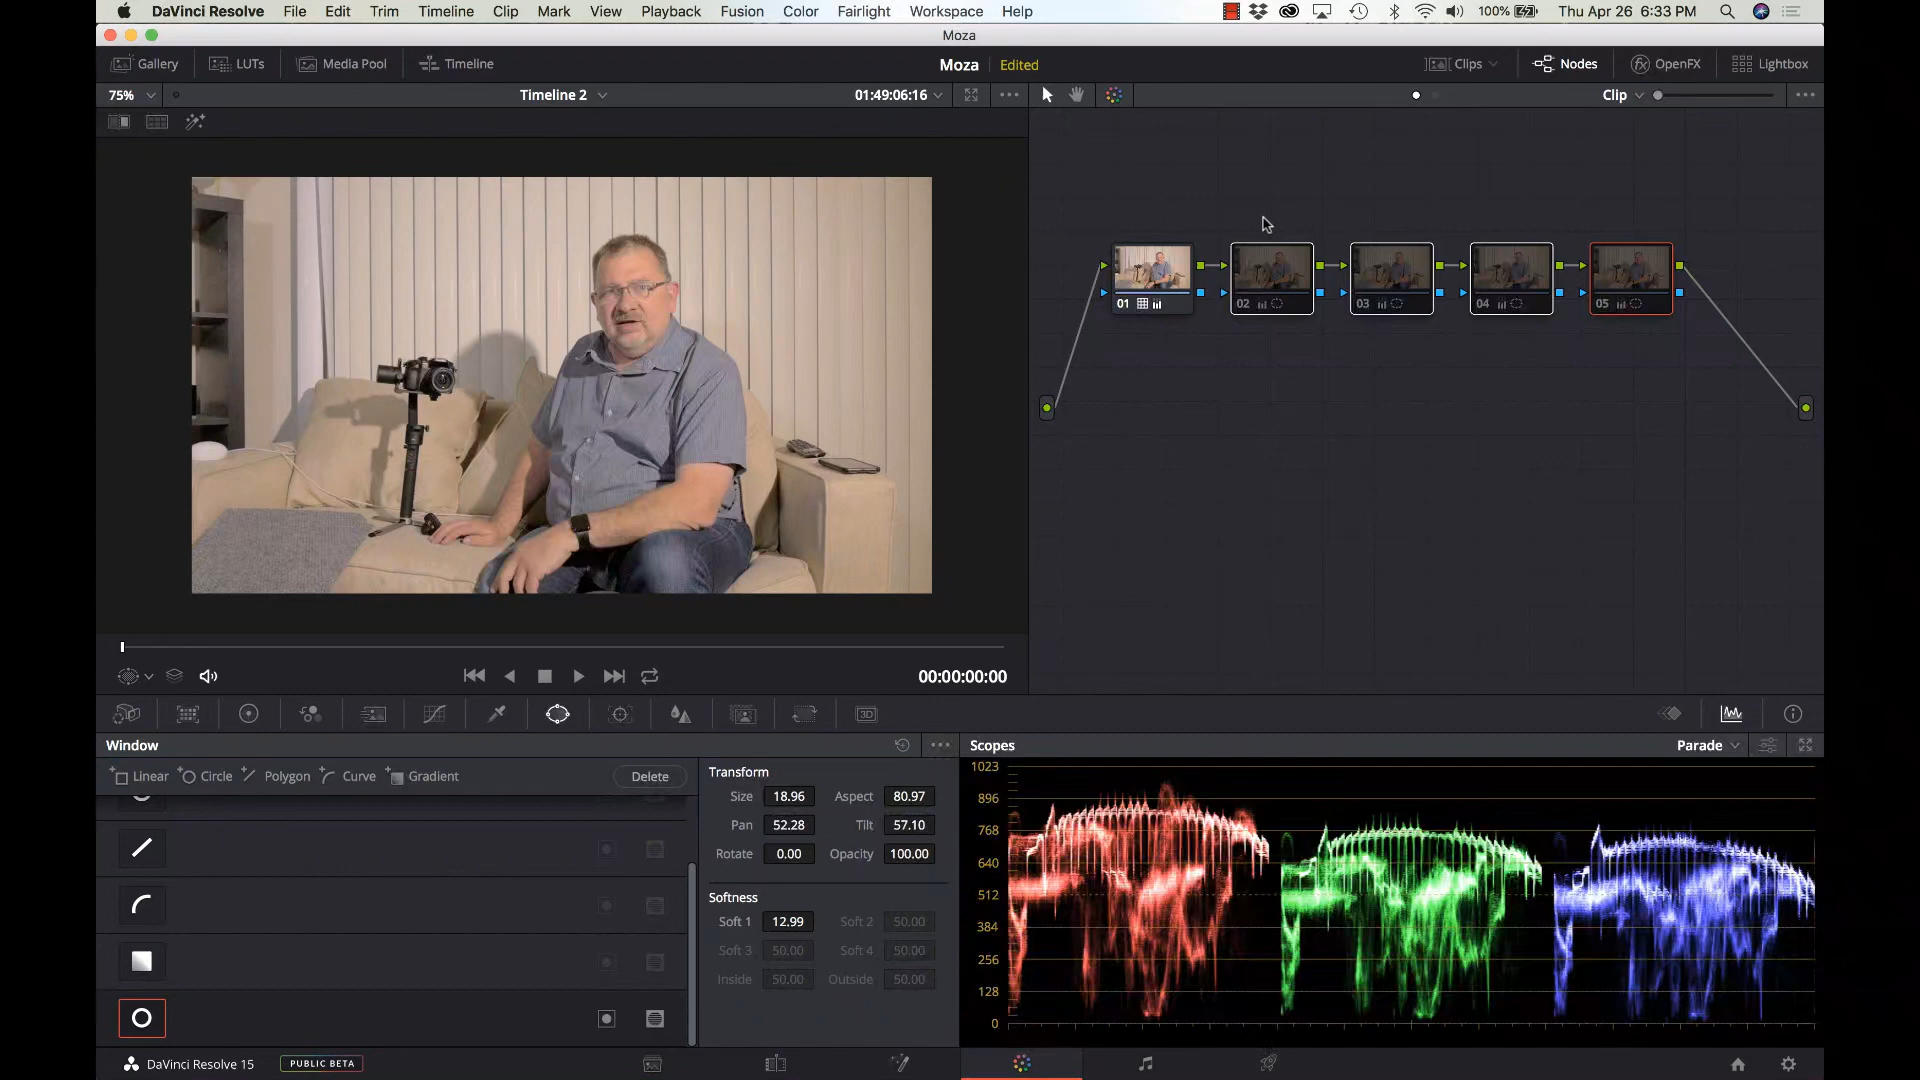 DaVinci Resolve File Edit Trim Timeline Clip Mark View Playback Fusion Color Fairlight Workspace Help 100% Thu Apr 26 6:33 PM
Moza
Gallery LUTs Media Pool Timeline Moza Edited Clips Nodes OpenFX Lightbox
75% Timeline 2 01:49:06:16 Clip
01 02 03 04 05
00:00:00:00
3D
Window Scopes Parade
Linear Circle Polygon Curve Gradient Delete
Transform
Size 18.96 Aspect 80.97
Pan 52.28 Tilt 57.10
Rotate 0.00 Opacity 100.00
Softness
Soft 1 12.99 Soft 2 50.00
Soft 3 50.00 Soft 4 50.00
Inside 50.00 Outside 50.00
1023
896
768
640
512
384
256
128
0
DaVinci Resolve 15 PUBLIC BETA